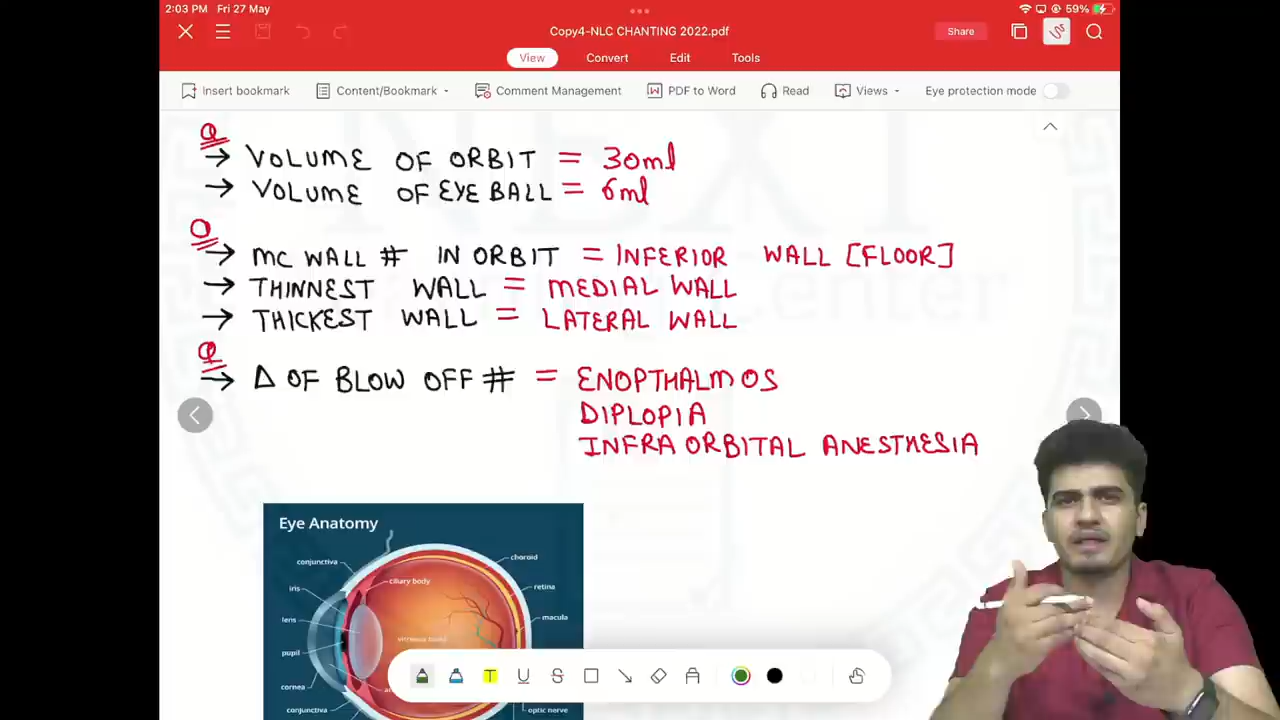 2:03 PM Fri 27 May
59%
Copy4-NLC CHANTING 2022.pdf
Share
View Convert Edit Tools
Insert bookmark Content/Bookmark Comment Management PDF to Word Read Views Eye protection mode
Q
→ VOLUME OF ORBIT = 30ml
→ VOLUME OF EYE BALL = 6ml
Q
→ MC WALL # IN ORBIT = INFERIOR WALL [FLOOR]
→ THINNEST WALL = MEDIAL WALL
→ THICKEST WALL = LATERAL WALL
Q
→ Δ OF BLOW OFF # = ENOPTHALMOS
DIPLOPIA
INFRA ORBITAL ANESTHESIA
Eye Anatomy
conjunctiva
choroid
ciliary body
iris
retina
lens
macula
vitreous body
pupil
cornea
conjunctiva
optic nerve